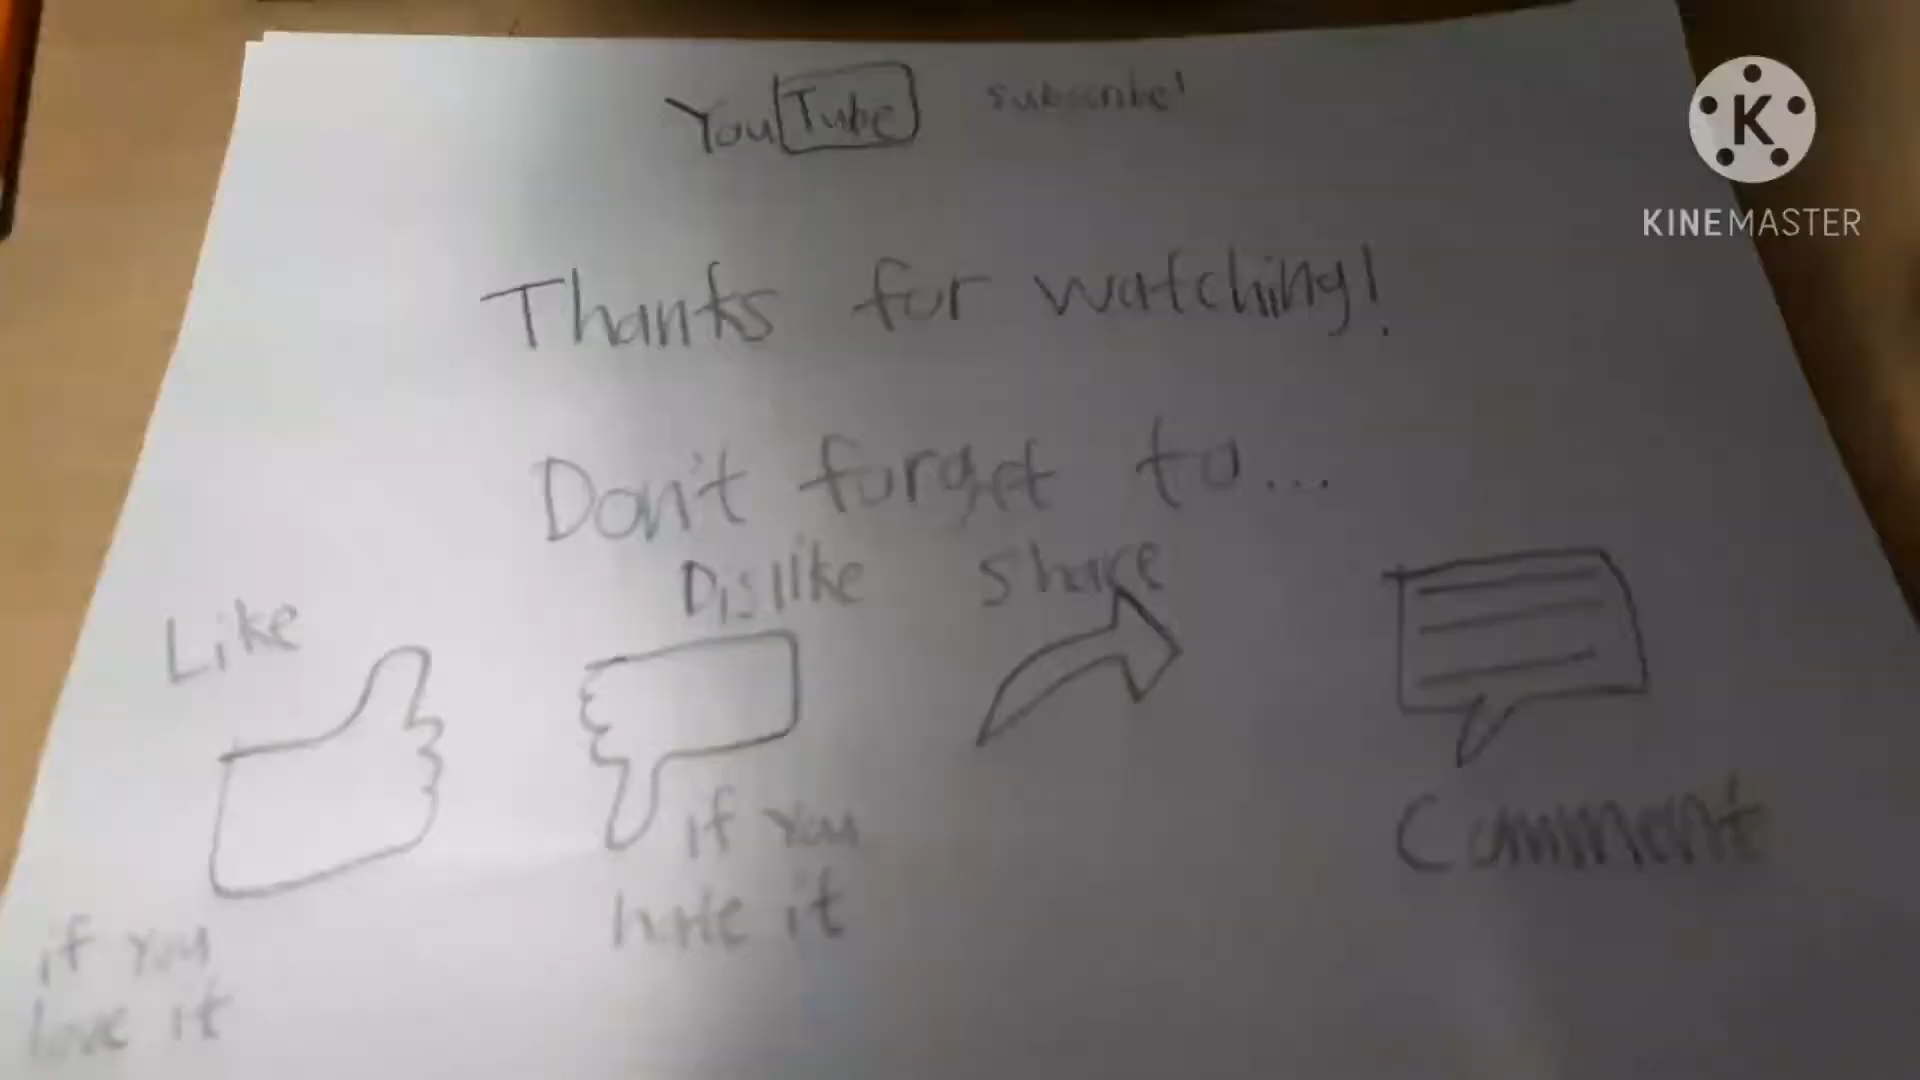 YouTube subscribe!
KINEMASTER
Thanks for watching!
Don't forget to...
Like
Dislike
Share
if you
love it
if you
hate it
Comment